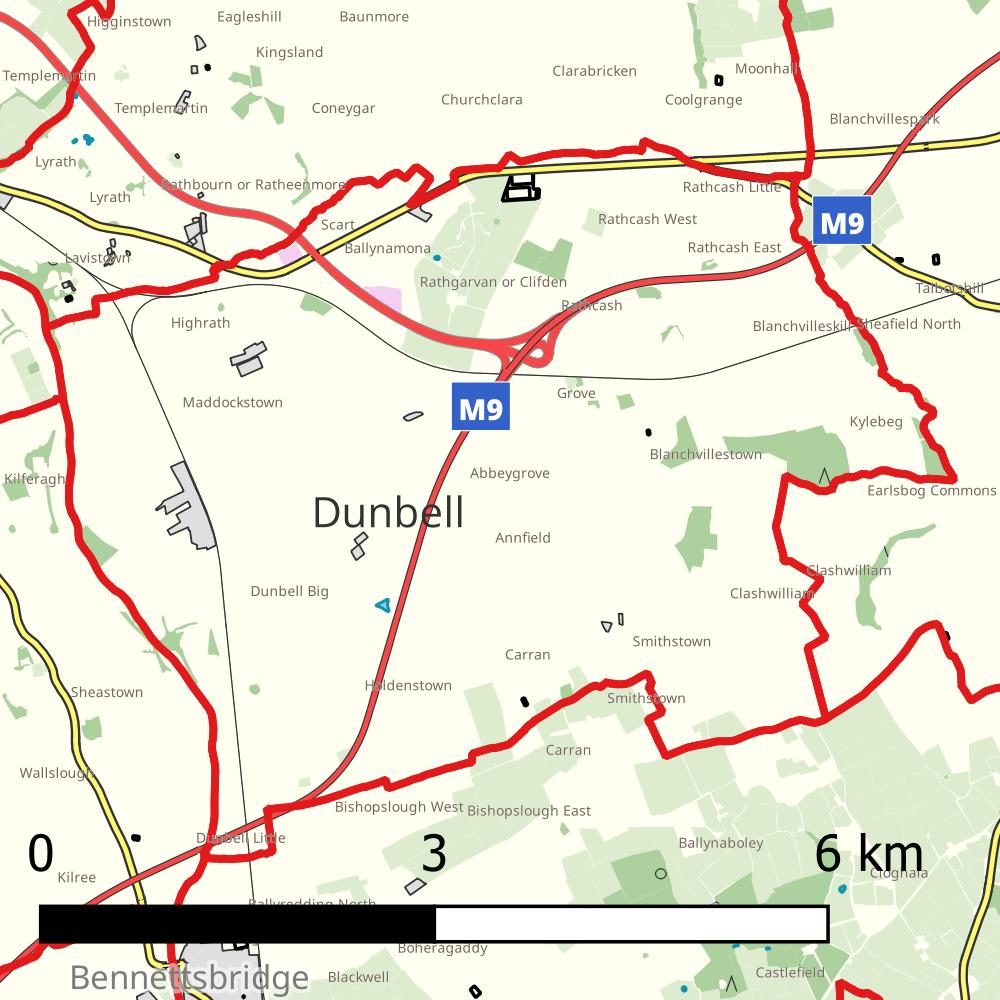 Higginstown
Eagleshill
Baunmore
Kingsland
Templemartin
Clarabricken
Moonhall
Templemartin
Coneygar
Churchclara
Coolgrange
Blanchvillespark
Lyrath
Lyrath
Rathbourn or Ratheenmore
Rathcash Little
Scart
Rathcash West
M9
Ballynamona
Rathcash East
Lavistown
Rathgarvan or Clifden
Talbotshill
Rathcash
Highrath
Blanchvilleskill
Sheafield North
Maddockstown
M9
Grove
Kylebeg
Kilferagh
Abbeygrove
Blanchvillestown
Earlsbog Commons
Dunbell
Annfield
Clashwilliam
Dunbell Big
Clashwilliam
Smithstown
Carran
Sheastown
Holdenstown
Smithstown
Carran
Wallslough
Bishopslough West
Bishopslough East
Dunbell Little
Ballynaboley
0 3 6 km
Kilree
Cloghala
Ballyredding North
Boheragaddy
Bennettsbridge
Blackwell
Castlefield